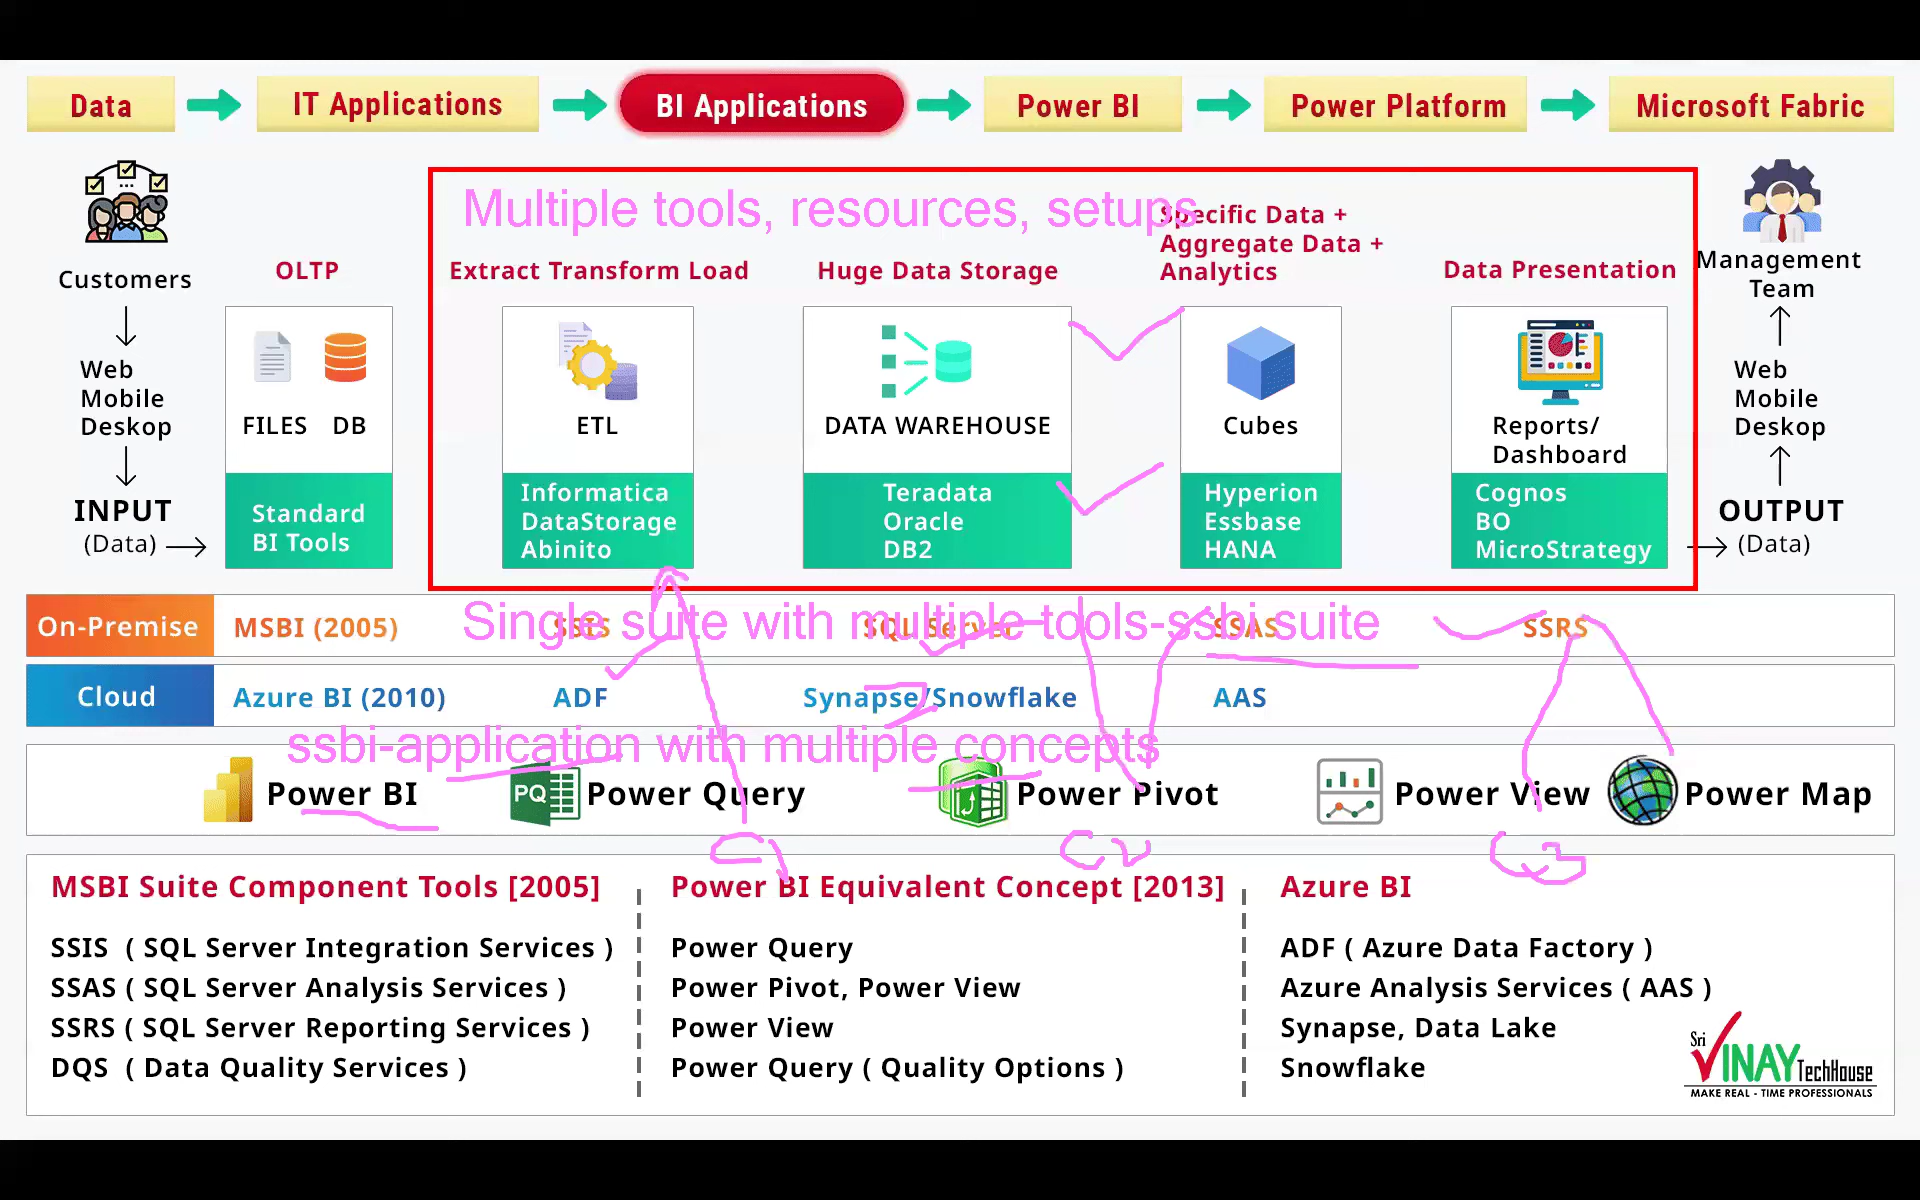 Data
IT Applications
BI Applications
Power BI
Power Platform
Microsoft Fabric
Multiple tools, resources, setups
Specific Data +
Aggregate Data +
Analytics
Customers
OLTP
Extract Transform Load
Huge Data Storage
Data Presentation
Management
Team
Web
Mobile
Deskop
FILES DB
ETL
DATA WAREHOUSE
Cubes
Reports/
Dashboard
Web
Mobile
Deskop
INPUT
(Data)
Standard
BI Tools
Informatica
DataStorage
Abinito
Teradata
Oracle
DB2
Hyperion
Essbase
HANA
Cognos
BO
MicroStrategy
OUTPUT
(Data)
On-Premise
MSBI (2005)
SSIS
SQL Server
SSAS
SSRS
Single suite with multiple tools-ssbi suite
Cloud
Azure BI (2010)
ADF
Synapse/Snowflake
AAS
ssbi-application with multiple concepts
Power BI
PQ
Power Query
Power Pivot
Power View
Power Map
C1
C2
C3
MSBI Suite Component Tools [2005]
SSIS ( SQL Server Integration Services )
SSAS ( SQL Server Analysis Services )
SSRS ( SQL Server Reporting Services )
DQS ( Data Quality Services )
Power BI Equivalent Concept [2013]
Power Query
Power Pivot, Power View
Power View
Power Query ( Quality Options )
Azure BI
ADF ( Azure Data Factory )
Azure Analysis Services ( AAS )
Synapse, Data Lake
Snowflake
Sri
VINAY TechHouse
MAKE REAL - TIME PROFESSIONALS